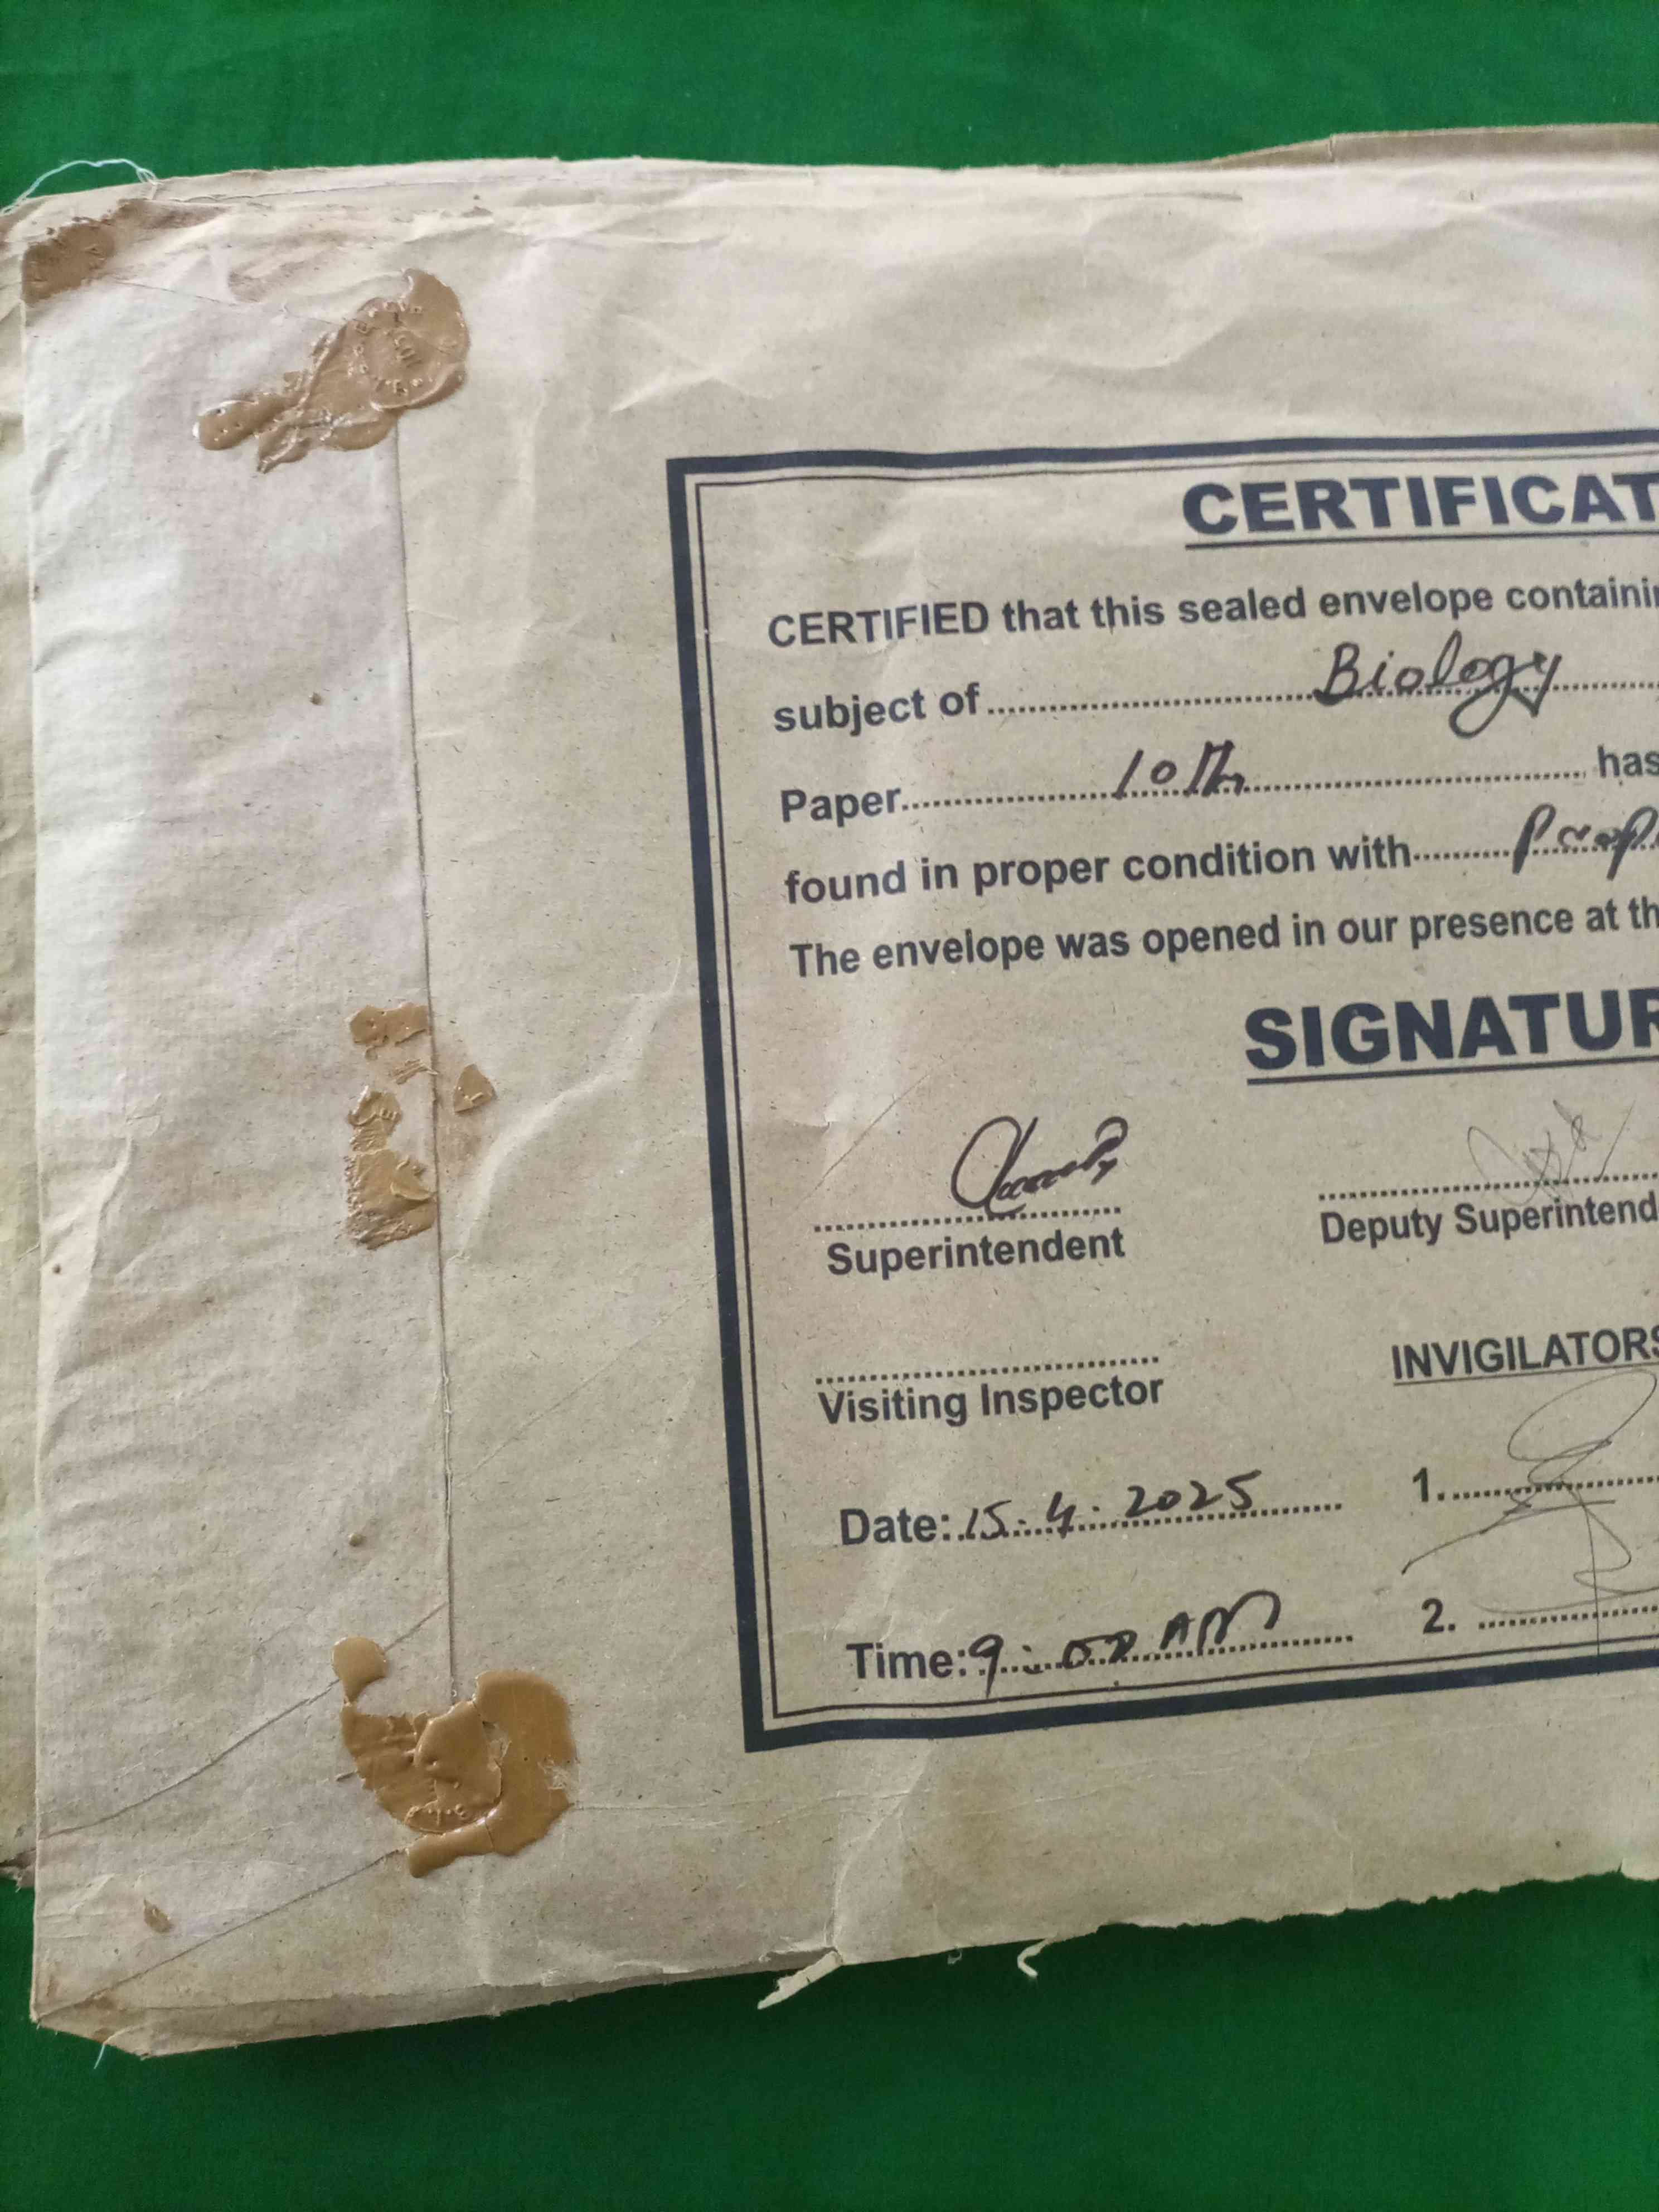 CERTIFICAT
CERTIFIED that this sealed envelope containi
subject of Biology
Paper 10th has
found in proper condition with prop
The envelope was opened in our presence at th
SIGNATUR
Superintendent
Deputy Superintend
Visiting Inspector
INVIGILATORS
Date: 15.4.2025
1.
Time: 9:00 AM
2.